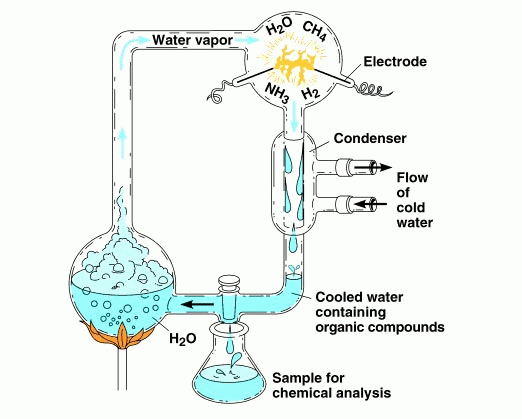 H₂O CH₄
Water vapor
Electrode
NH₃ H₂
Condenser
Flow
of
cold
water
Cooled water
containing
organic compounds
H₂O
Sample for
chemical analysis